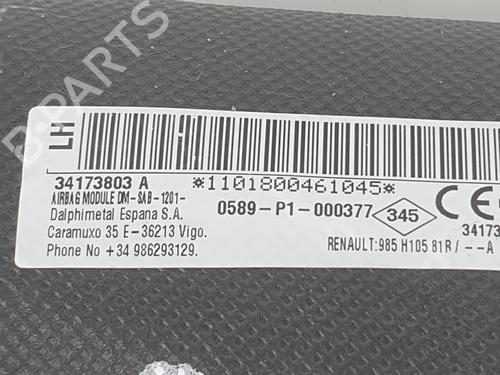 B-PARTS
LH
34173803 A
*1101800461045*
AIRBAG MODULE DM-SAB-1201-
Dalphimetal Espana S.A.
0589-P1-000377
345
CE
Caramuxo 35 E-36213 Vigo.
34173
Phone No +34 986293129.
RENAULT:985 H105 81R/ --A